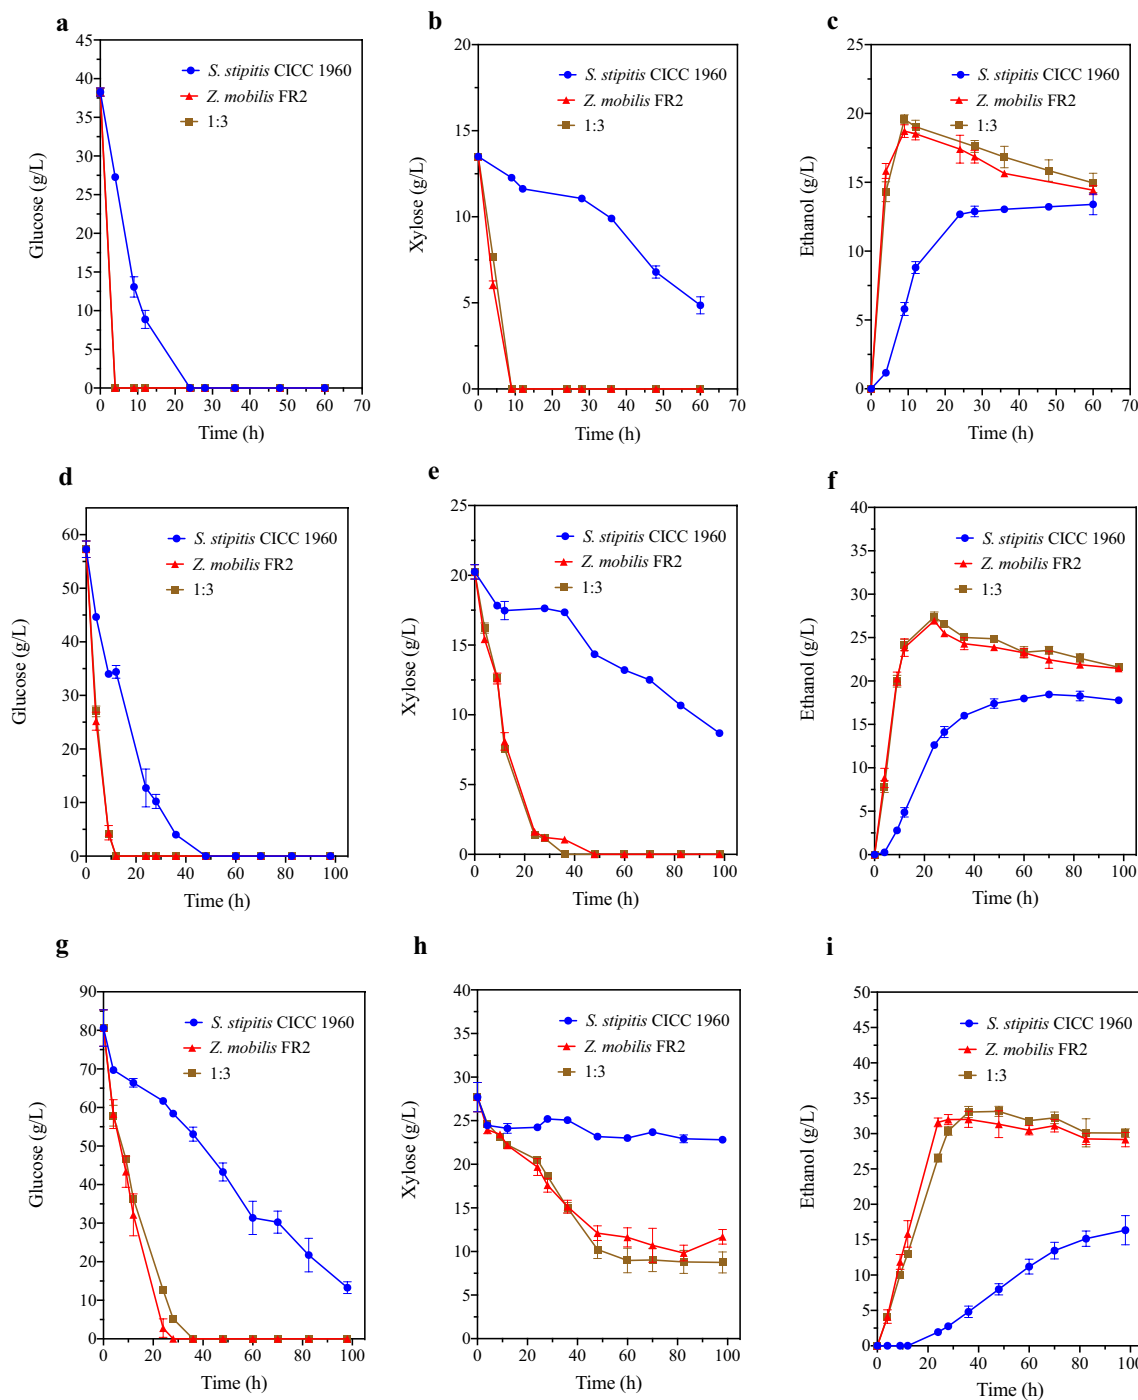 a
Glucose (g/L)
45
40
35
30
25
20
15
10
5
0
S. stipitis CICC 1960
Z. mobilis FR2
1:3
0 10 20 30 40 50 60 70
Time (h)
b
Xylose (g/L)
20
15
10
5
0
S. stipitis CICC 1960
Z. mobilis FR2
1:3
0 10 20 30 40 50 60 70
Time (h)
c
Ethanol (g/L)
25
20
15
10
5
0
S. stipitis CICC 1960
Z. mobilis FR2
1:3
0 10 20 30 40 50 60 70
Time (h)
d
Glucose (g/L)
60
50
40
30
20
10
0
S. stipitis CICC 1960
Z. mobilis FR2
1:3
0 20 40 60 80 100
Time (h)
e
Xylose (g/L)
25
20
15
10
5
0
S. stipitis CICC 1960
Z. mobilis FR2
1:3
0 20 40 60 80 100
Time (h)
f
Ethanol (g/L)
40
35
30
25
20
15
10
5
0
S. stipitis CICC 1960
Z. mobilis FR2
1:3
0 20 40 60 80 100
Time (h)
g
Glucose (g/L)
90
80
70
60
50
40
30
20
10
0
S. stipitis CICC 1960
Z. mobilis FR2
1:3
0 20 40 60 80 100
Time (h)
h
Xylose (g/L)
40
35
30
25
20
15
10
5
0
S. stipitis CICC 1960
Z. mobilis FR2
1:3
0 20 40 60 80 100
Time (h)
i
Ethanol (g/L)
50
45
40
35
30
25
20
15
10
5
0
S. stipitis CICC 1960
Z. mobilis FR2
1:3
0 20 40 60 80 100
Time (h)